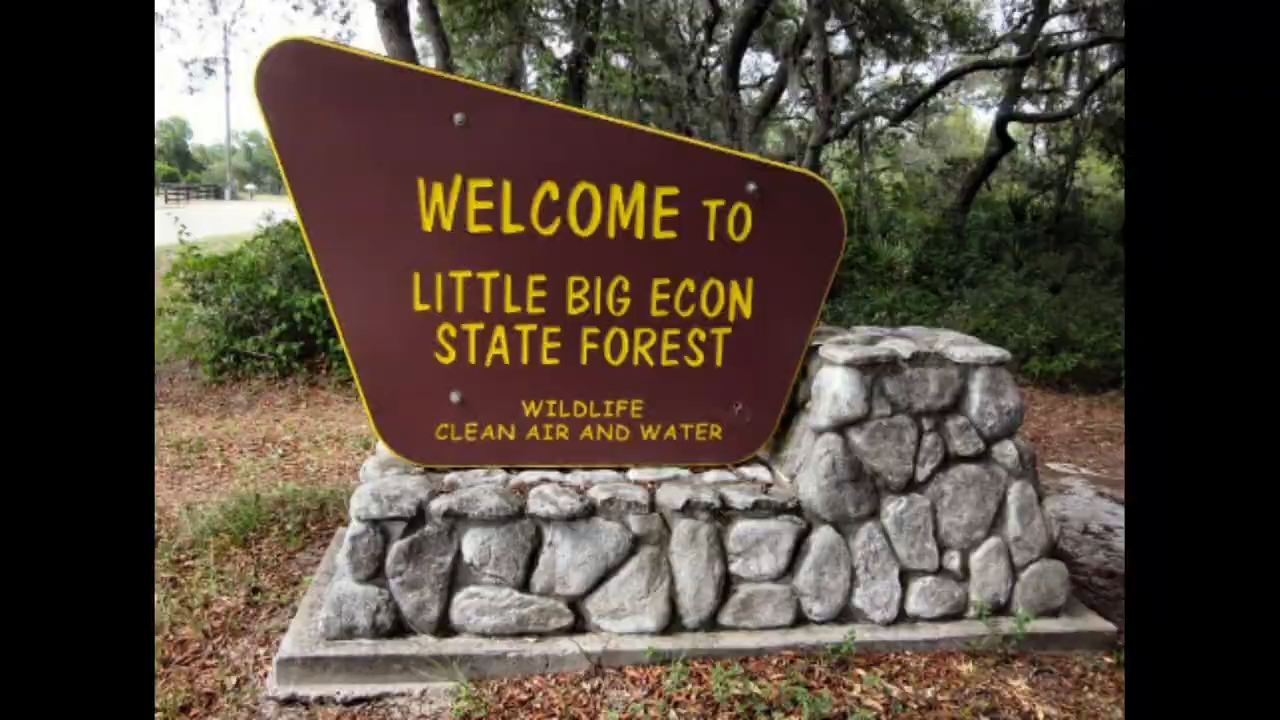 WELCOME TO
LITTLE BIG ECON
STATE FOREST
WILDLIFE
CLEAN AIR AND WATER